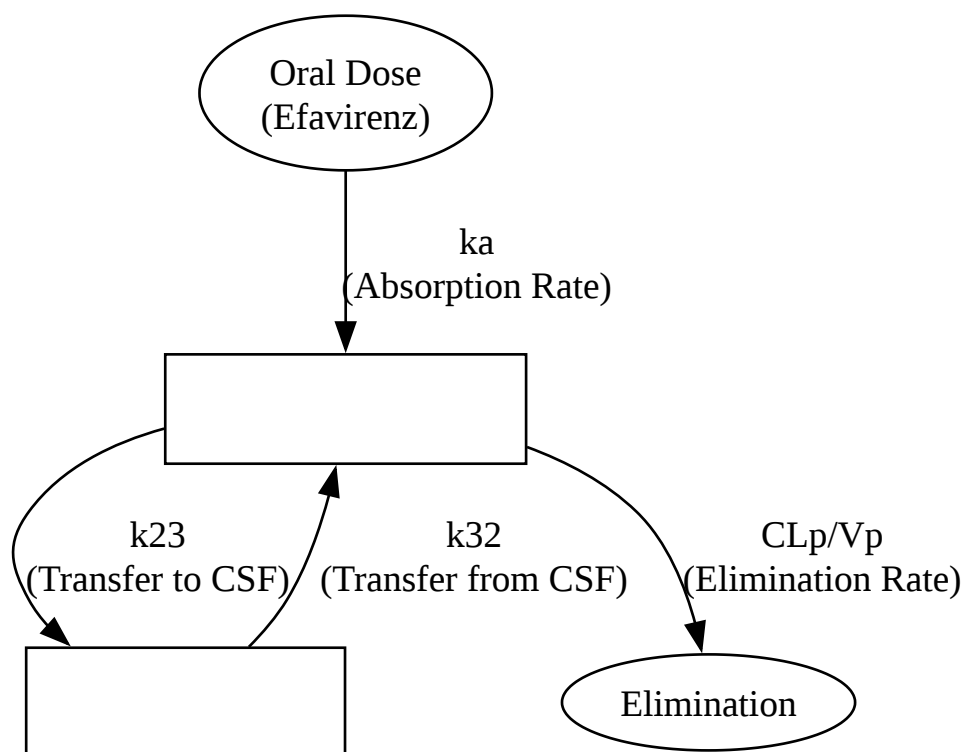 Oral Dose
(Efavirenz)
ka
(Absorption Rate)
k23
(Transfer to CSF)
k32
(Transfer from CSF)
CLp/Vp
(Elimination Rate)
Elimination